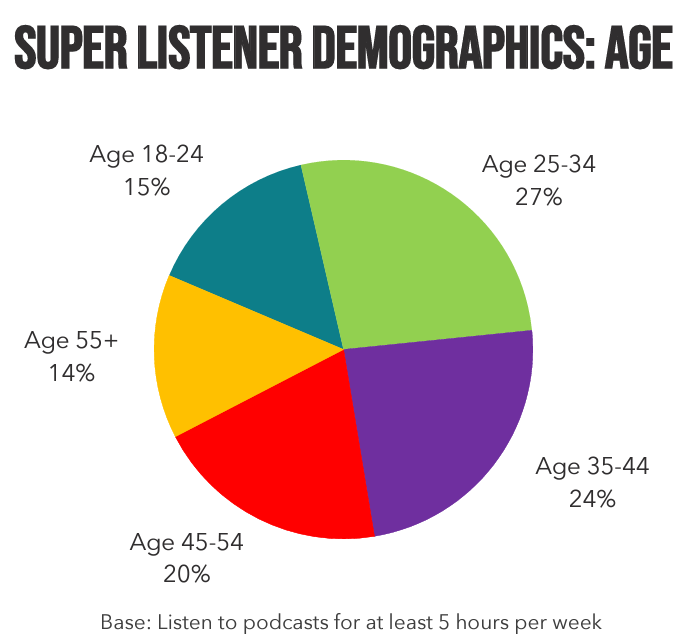 SUPER LISTENER DEMOGRAPHICS: AGE
Age 18-24
15%
Age 25-34
27%
Age 55+
14%
Age 35-44
24%
Age 45-54
20%
Base: Listen to podcasts for at least 5 hours per week